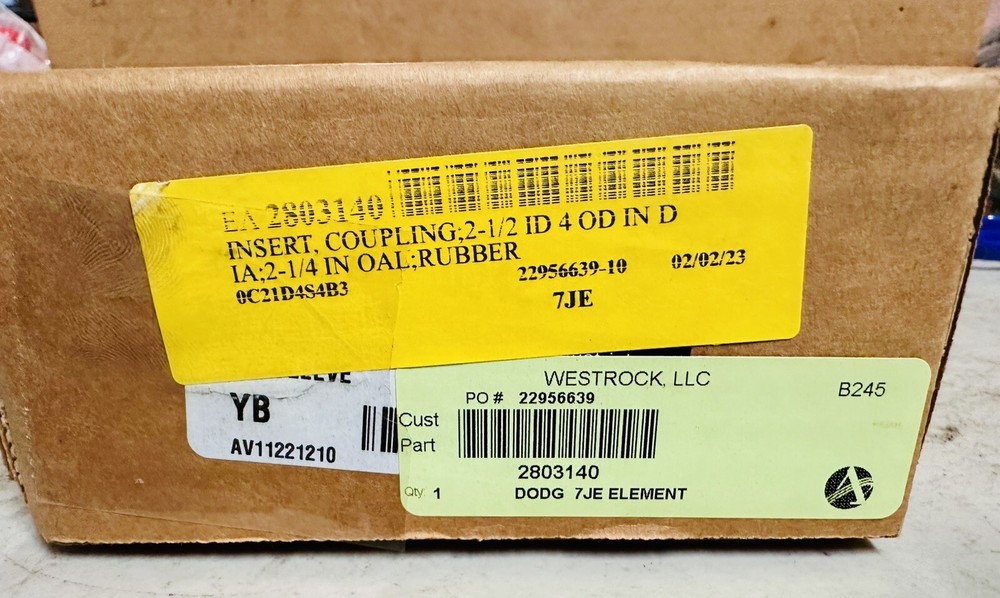 EA 2803140
INSERT, COUPLING;2-1/2 ID 4 OD IN D
IA;2-1/4 IN OAL;RUBBER
22956639-10 02/02/23
0C21D4S4B3
7JE
YB
AV11221210
WESTROCK, LLC
B245
PO # 22956639
Cust
Part
2803140
Qty: 1 DODG 7JE ELEMENT